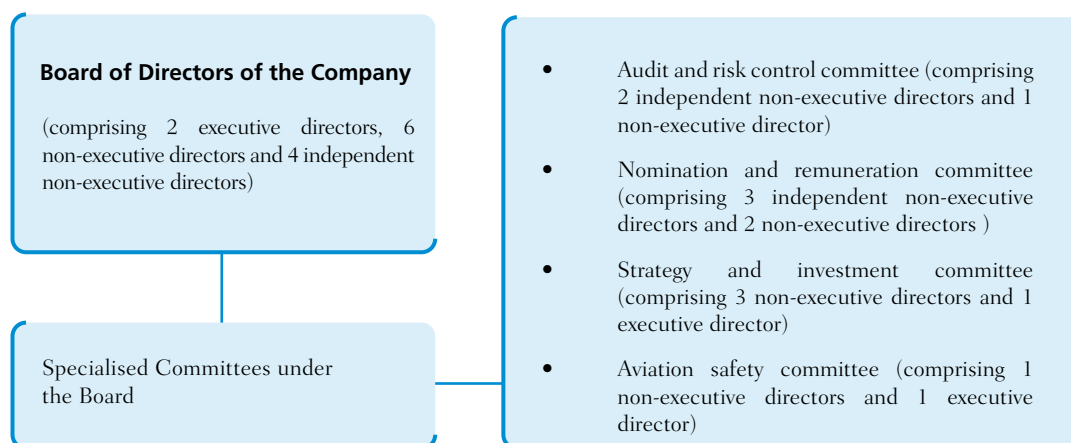 Board of Directors of the Company
(comprising 2 executive directors, 6
non-executive directors and 4 independent
non-executive directors)
Specialised Committees under
the Board
• Audit and risk control committee (comprising
2 independent non-executive directors and 1
non-executive director)
• Nomination and remuneration committee
(comprising 3 independent non-executive
directors and 2 non-executive directors )
• Strategy and investment committee
(comprising 3 non-executive directors and 1
executive director)
• Aviation safety committee (comprising 1
non-executive directors and 1 executive
director)